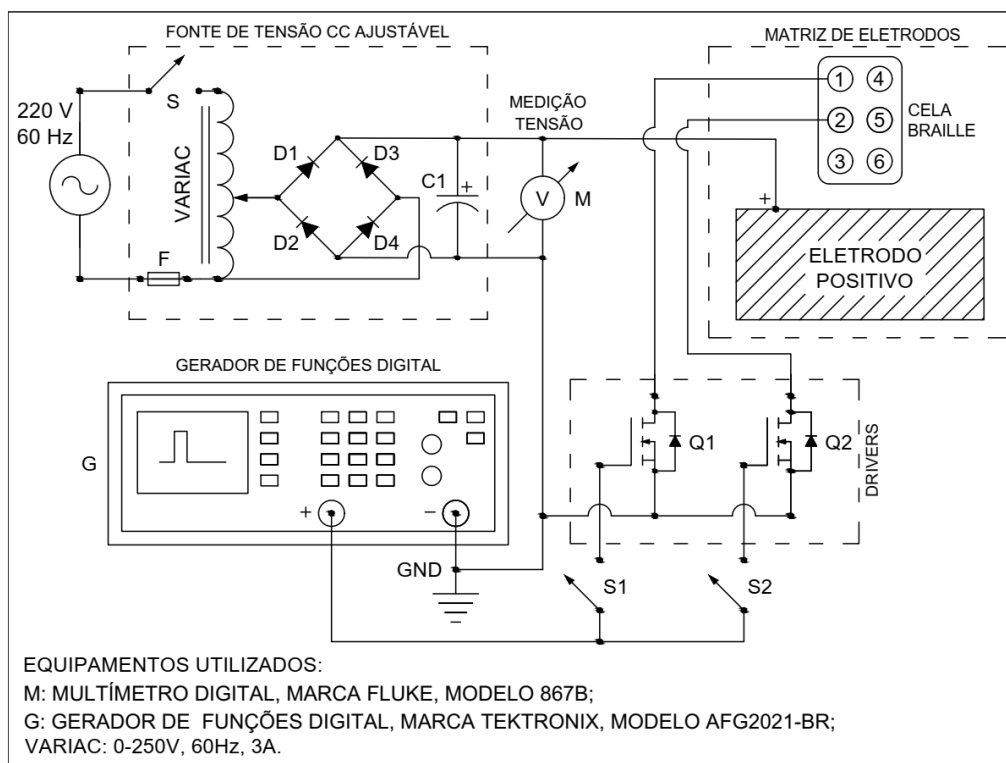 FONTE DE TENSÃO CC AJUSTÁVEL
MATRIZ DE ELETRODOS
220 V
60 Hz
S
VARIAC
F
D1
D3
D2
D4
C1
+
MEDIÇÃO
TENSÃO
V
M
1
4
2
5
3
6
CELA
BRAILLE
+
ELETRODO
POSITIVO
GERADOR DE FUNÇÕES DIGITAL
G
+
−
GND
Q1
Q2
DRIVERS
S1
S2
EQUIPAMENTOS UTILIZADOS:
M: MULTÍMETRO DIGITAL, MARCA FLUKE, MODELO 867B;
G: GERADOR DE FUNÇÕES DIGITAL, MARCA TEKTRONIX, MODELO AFG2021-BR;
VARIAC: 0-250V, 60Hz, 3A.